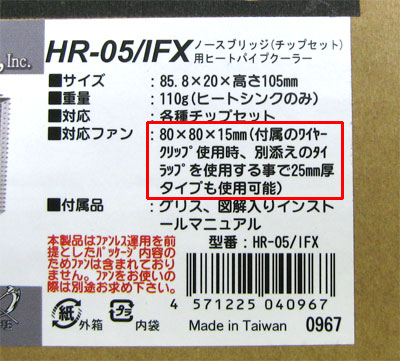 , Inc.
HR-05/IFX ノースブリッジ(チップセット)
用ヒートパイプクーラー
■サイズ :85.8×20×高さ105mm
■重量 :110g(ヒートシンクのみ)
■対応 :各種チップセット
■対応ファン :80×80×15mm(付属のワイヤー
クリップ使用時、別添えのタイ
ラップを使用する事で25mm厚
タイプも使用可能)
■付属品 :グリス、図解入りインスト
ールマニュアル
本製品はファンレス運用を前
提としたパッケージ内容の
ためファンは含まれており
ません。ファンをお使いの
際は別途お求め下さい。
型番:HR-05/IFX
4 571225 040967
紙 外箱 プラ 内袋
Made in Taiwan 0967